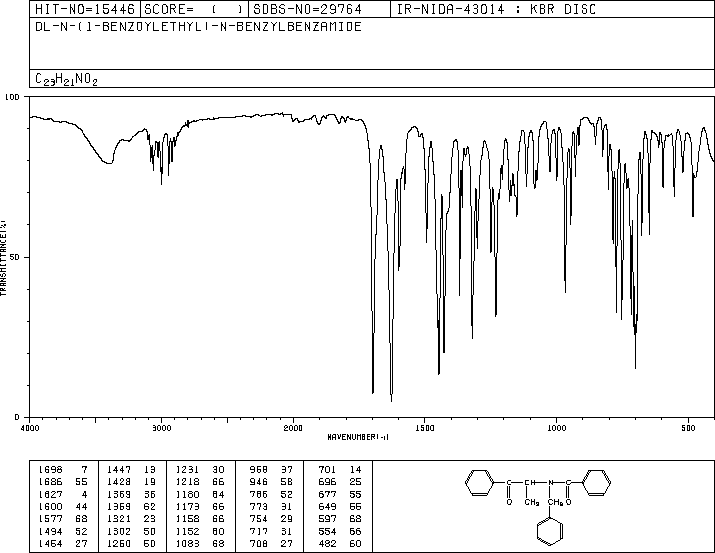 HIT-NO=15446 SCORE= ( ) SDBS-NO=29764 IR-NIDA-43014 : KBR DISC
DL-N-(1-BENZOYLETHYL)-N-BENZYLBENZAMIDE
C23H21NO2
100
50
0
TRANSMITTANCE(%)
4000 3000 2000 1500 1000 500
WAVENUMBER(-1)
1698 7 1447 13 1231 30 968 37 701 14
1686 55 1428 19 1218 66 946 58 696 25
1627 4 1369 36 1180 64 786 52 677 55
1600 44 1359 62 1173 66 773 31 649 55
1577 68 1321 23 1158 66 754 29 597 68
1494 52 1302 50 1152 60 717 31 554 66
1454 27 1250 50 1083 68 708 27 482 60
C CH N C
O CH3 CH2 O